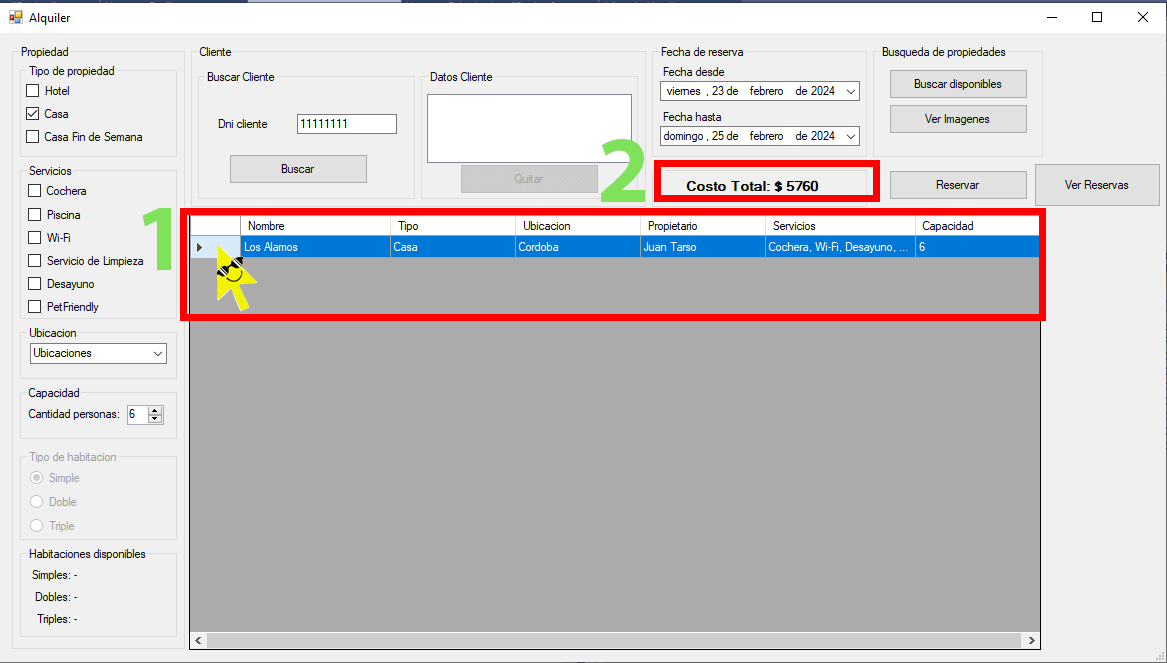 Alquiler
Propiedad
Tipo de propiedad
Hotel
Casa
Casa Fin de Semana
Servicios
Cochera
Piscina
Wi-Fi
Servicio de Limpieza
Desayuno
PetFriendly
Ubicacion
Ubicaciones
Capacidad
Cantidad personas: 6
Tipo de habitacion
Simple
Doble
Triple
Habitaciones disponibles
Simples: -
Dobles: -
Triples: -
Cliente
Buscar Cliente
Dni cliente 11111111
Buscar
Datos Cliente
Quitar
Fecha de reserva
Fecha desde
viernes , 23 de febrero de 2024
Fecha hasta
domingo , 25 de febrero de 2024
Busqueda de propiedades
Buscar disponibles
Ver Imagenes
2
Costo Total: $ 5760
Reservar
Ver Reservas
1
Nombre Tipo Ubicacion Propietario Servicios Capacidad
Los Alamos Casa Cordoba Juan Tarso Cochera, Wi-Fi, Desayuno, ... 6